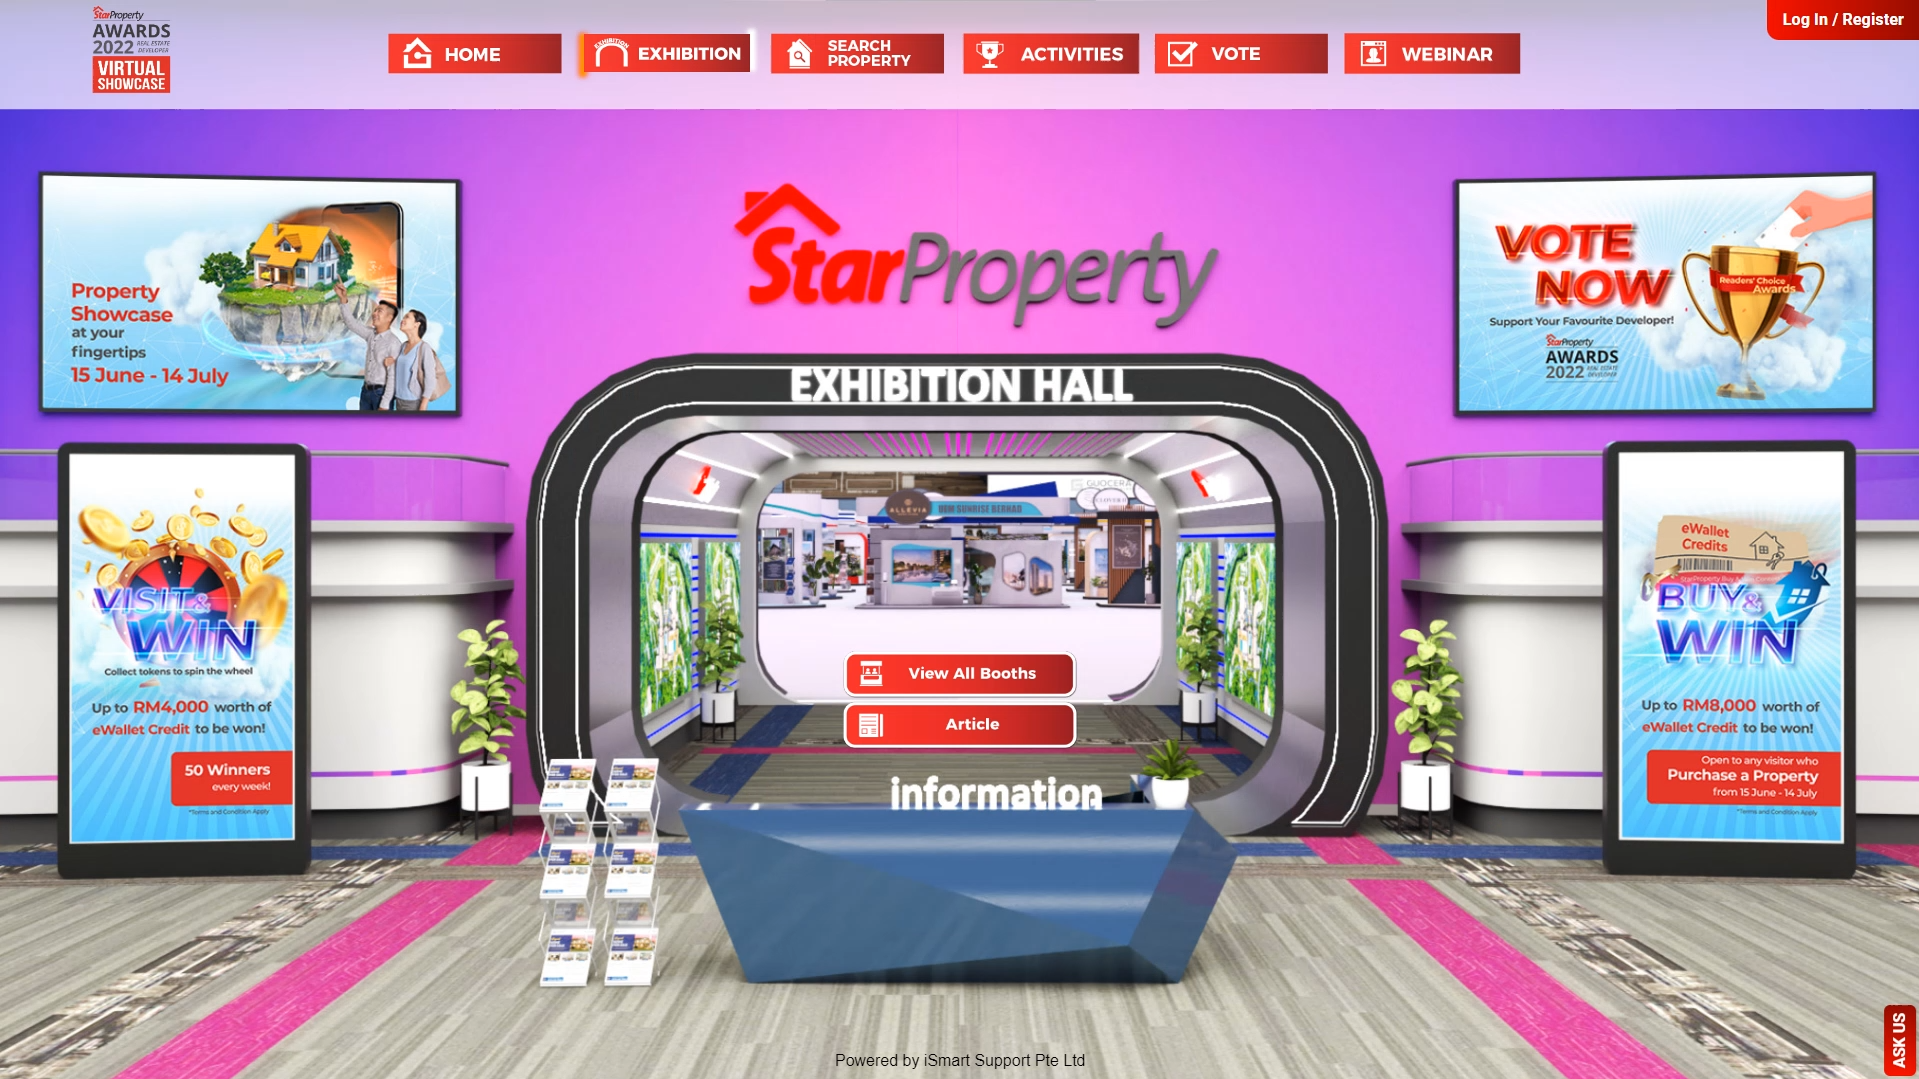 StarProperty
AWARDS
2022 REAL ESTATE DEVELOPER
VIRTUAL
SHOWCASE
HOME
EXHIBITION
EXHIBITION
SEARCH
PROPERTY
ACTIVITIES
VOTE
WEBINAR
Log In / Register
Property
Showcase
at your
fingertips
15 June - 14 July
StarProperty
VOTE
NOW
Readers' Choice
Awards
Support Your Favourite Developer!
StarProperty
AWARDS
2022 REAL ESTATE DEVELOPER
EXHIBITION HALL
GUOCERA
ALLEVIA
UEM SUNRISE BERHAD
VISIT &
WIN
Collect tokens to spin the wheel
Up to RM4,000 worth of
eWallet Credit to be won!
50 Winners
every week!
*Terms and Condition Apply
View All Booths
Article
information
eWallet
Credits
BUY &
WIN
Up to RM8,000 worth of
eWallet Credit to be won!
Open to any visitor who
Purchase a Property
from 15 June - 14 July
*Terms and Condition Apply
Powered by iSmart Support Pte Ltd
ASK US